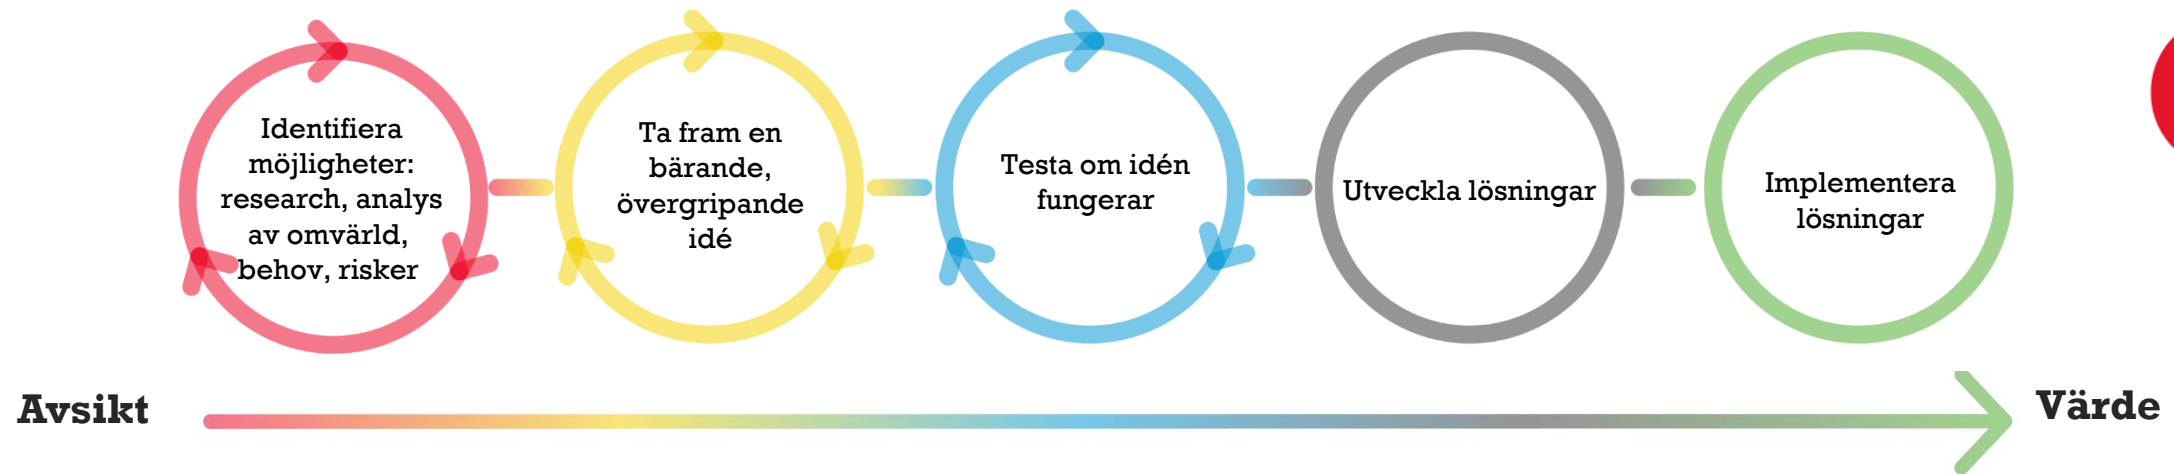 Identifiera
möjligheter:
research, analys
av omvärld,
behov, risker
Ta fram en
bärande,
övergripande
idé
Testa om idén
fungerar
Utveckla lösningar
Implementera
lösningar
Avsikt
Värde